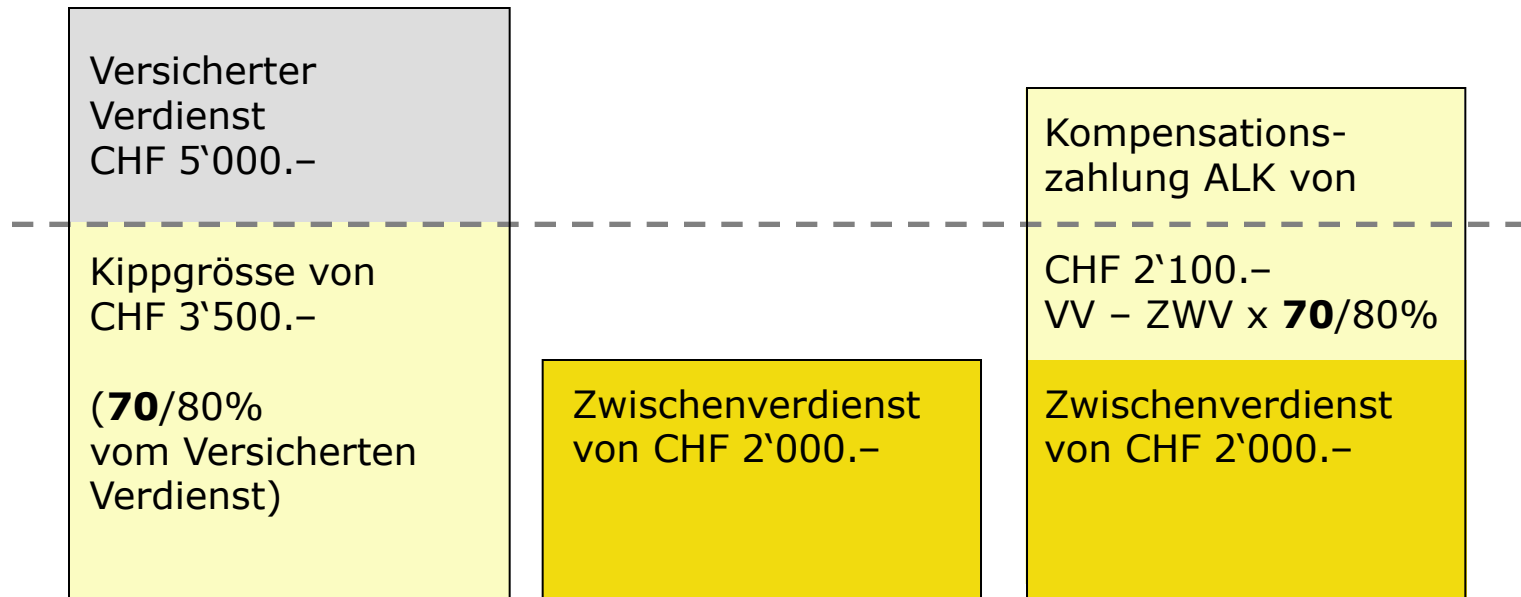 Versicherter
Verdienst
CHF 5‘000.–
Kippgrösse von
CHF 3‘500.–
(70/80%
vom Versicherten
Verdienst)
Zwischenverdienst
von CHF 2‘000.–
Kompensations-
zahlung ALK von
CHF 2‘100.–
VV – ZWV x 70/80%
Zwischenverdienst
von CHF 2‘000.–